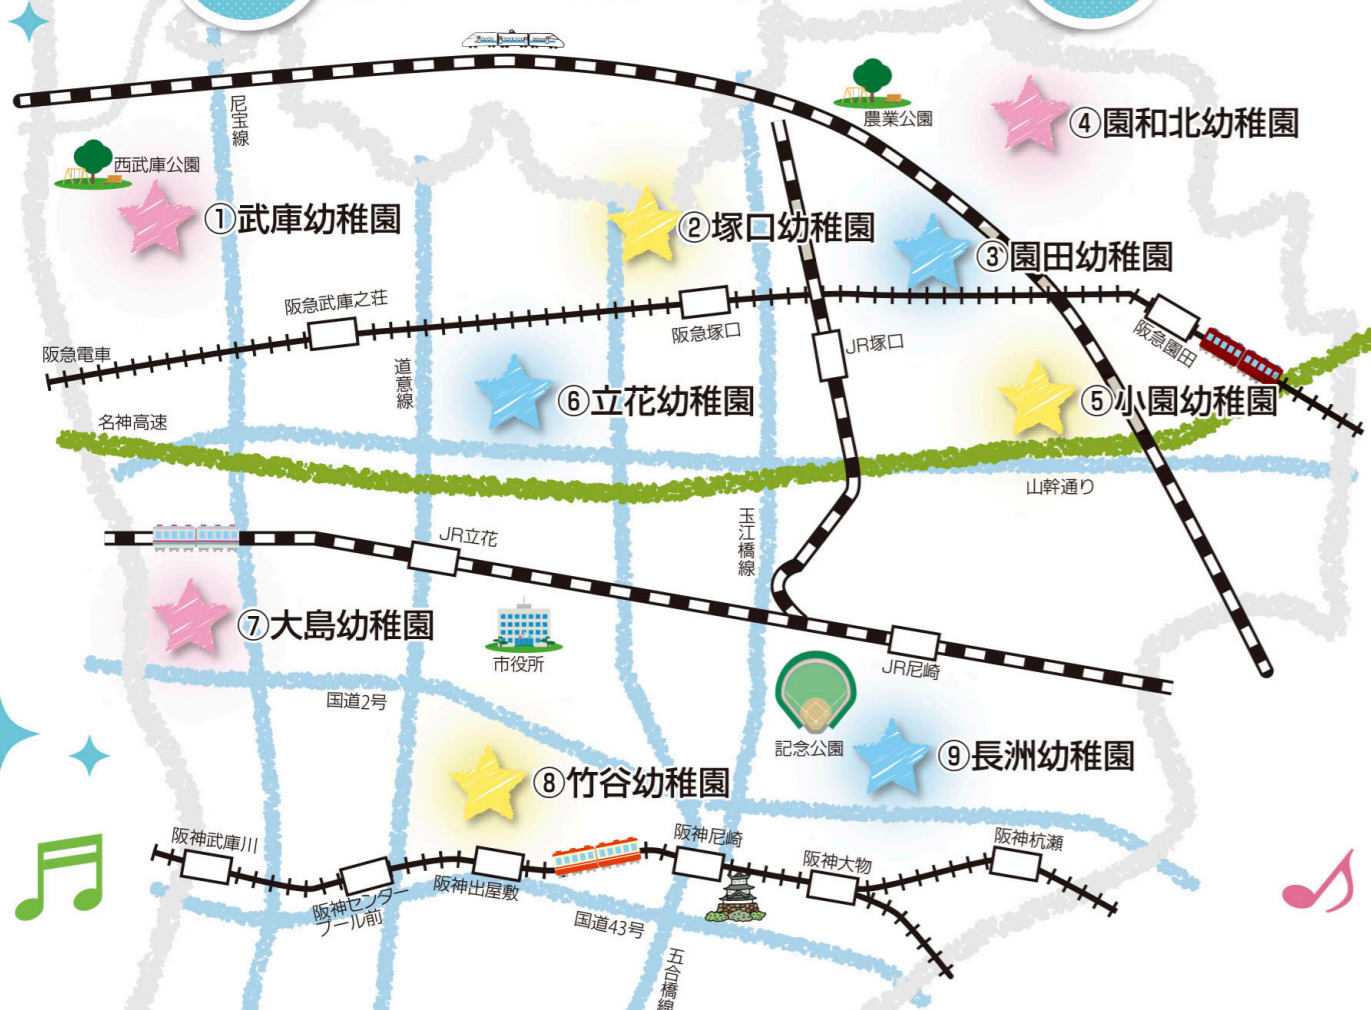 尼宝線
農業公園
④園和北幼稚園
西武庫公園
①武庫幼稚園
②塚口幼稚園
③園田幼稚園
阪急武庫之荘
阪急塚口
阪急園田
JR塚口
阪急電車
道意線
⑥立花幼稚園
⑤小園幼稚園
名神高速
山幹通り
玉江橋線
JR立花
⑦大島幼稚園
市役所
JR尼崎
国道2号
記念公園
⑨長洲幼稚園
⑧竹谷幼稚園
阪神武庫川
阪神尼崎
阪神大物
阪神杭瀬
阪神センター
プール前
阪神出屋敷
国道43号
五合橋線